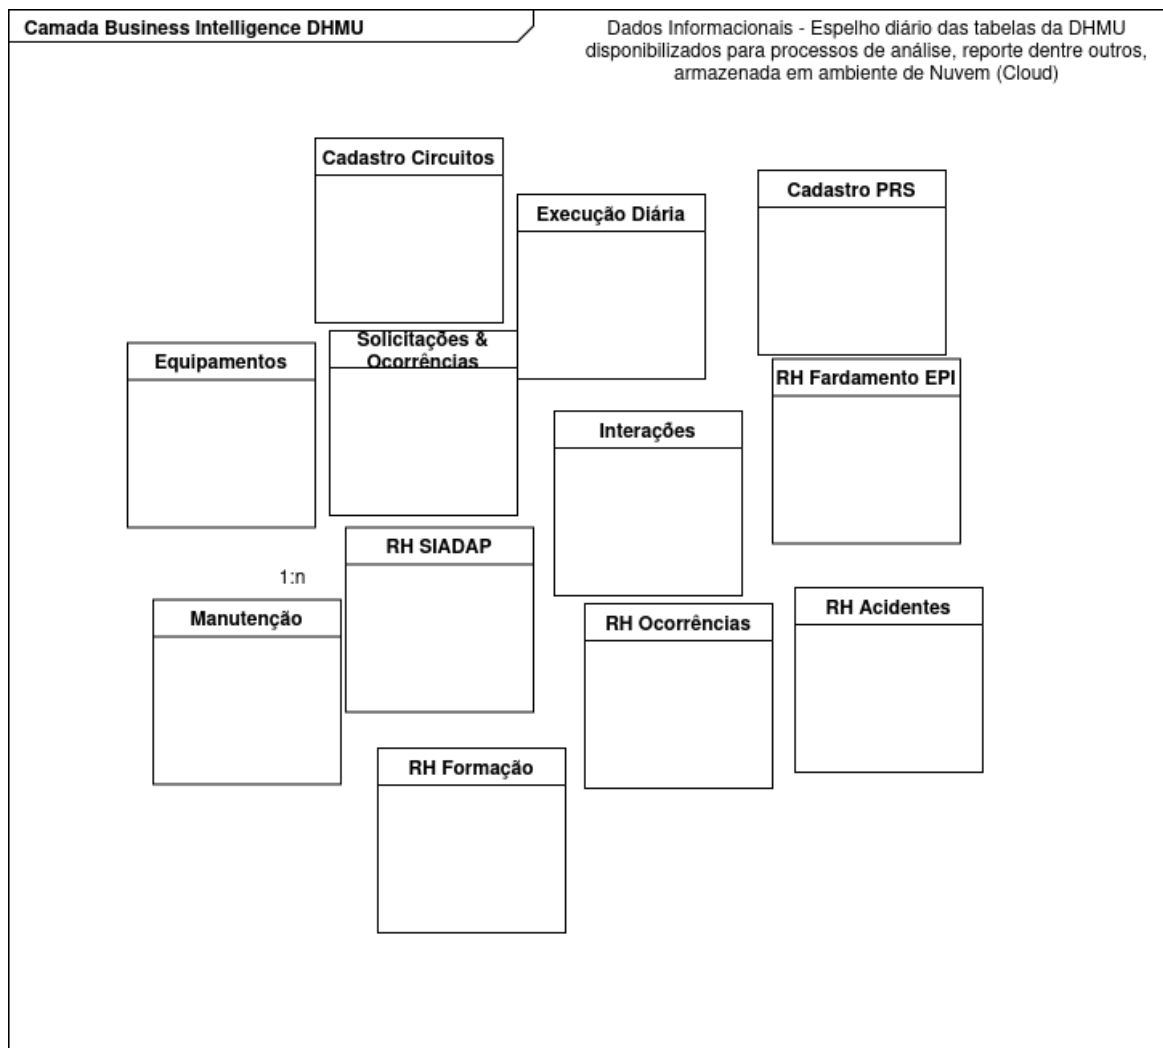 Camada Business Intelligence DHMU
Dados Informacionais - Espelho diário das tabelas da DHMU
disponibilizados para processos de análise, reporte dentre outros,
armazenada em ambiente de Nuvem (Cloud)
Cadastro Circuitos
Execução Diária
Cadastro PRS
Equipamentos
Solicitações &
Ocorrências
RH Fardamento EPI
Interações
RH SIADAP
1:n
Manutenção
RH Ocorrências
RH Acidentes
RH Formação